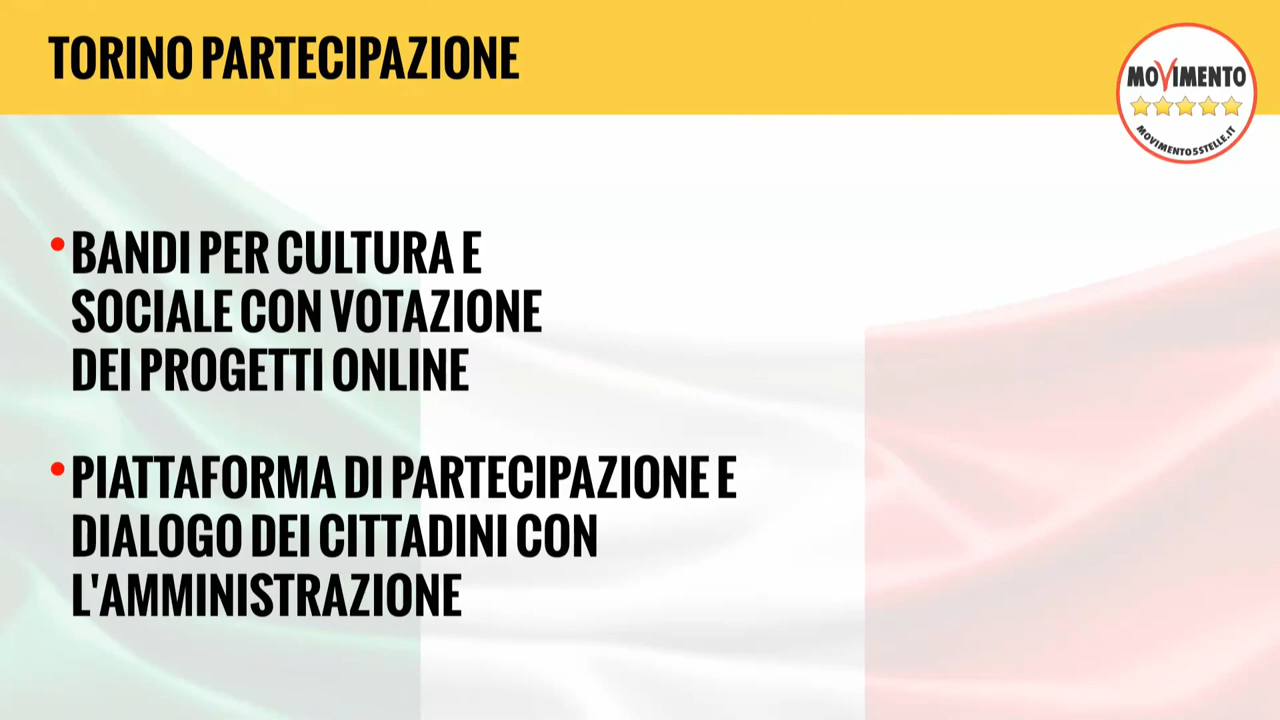 TORINO PARTECIPAZIONE
MOVIMENTO
MOVIMENTO5STELLE.IT
•BANDI PER CULTURA E
SOCIALE CON VOTAZIONE
DEI PROGETTI ONLINE
•PIATTAFORMA DI PARTECIPAZIONE E
DIALOGO DEI CITTADINI CON
L'AMMINISTRAZIONE